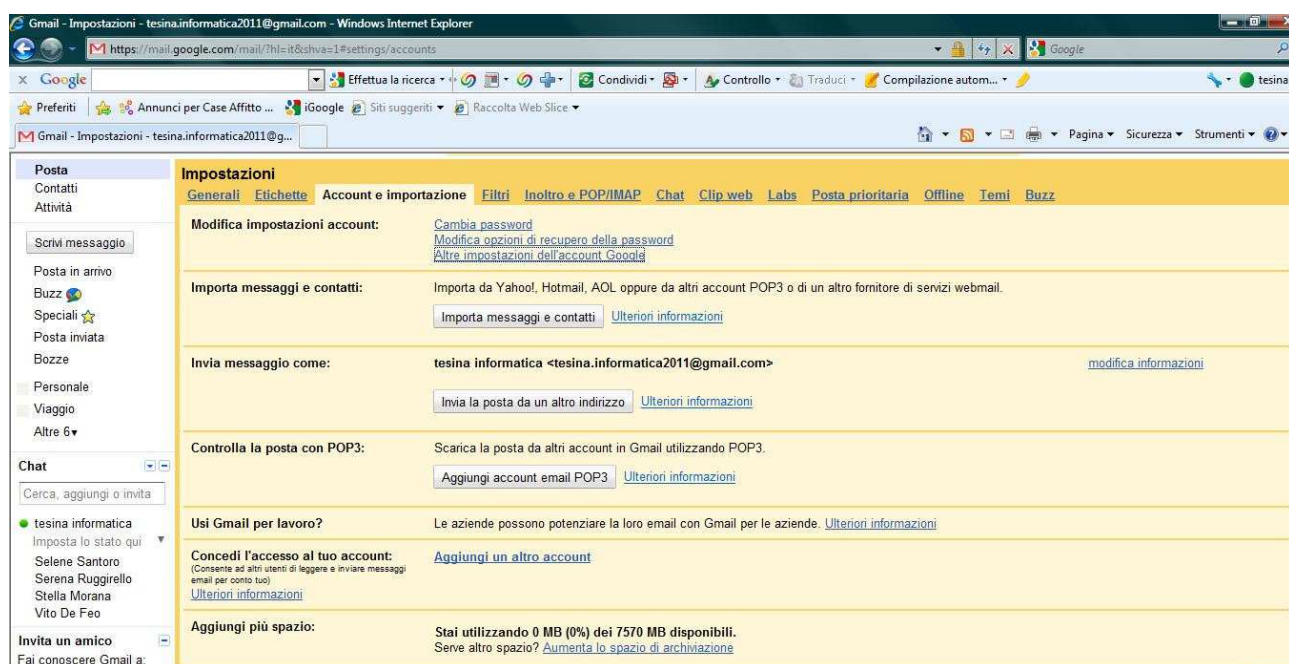 Gmail - Impostazioni - tesina.informatica2011@gmail.com - Windows Internet Explorer
https://mail.google.com/mail/?hl=it&shva=1#settings/accounts
Google
x Google
Effettua la ricerca
Condividi
Controllo
Traduci
Compilazione autom...
tesina
Preferiti
Annunci per Case Affitto ...
iGoogle
Siti suggeriti
Raccolta Web Slice
Gmail - Impostazioni - tesina.informatica2011@g...
Pagina
Sicurezza
Strumenti
Posta
Contatti
Attività
Scrivi messaggio
Posta in arrivo
Buzz
Speciali
Posta inviata
Bozze
Personale
Viaggio
Altre 6▾
Chat
Cerca, aggiungi o invita
tesina informatica
Imposta lo stato qui
Selene Santoro
Serena Ruggirello
Stella Morana
Vito De Feo
Invita un amico
Fai conoscere Gmail a:
Impostazioni
Generali Etichette Account e importazione Filtri Inoltro e POP/IMAP Chat Clip web Labs Posta prioritaria Offline Temi Buzz
Modifica impostazioni account:
Cambia password
Modifica opzioni di recupero della password
Altre impostazioni dell'account Google
Importa messaggi e contatti:
Importa da Yahoo!, Hotmail, AOL oppure da altri account POP3 o di un altro fornitore di servizi webmail.
Importa messaggi e contatti Ulteriori informazioni
Invia messaggio come:
tesina informatica <tesina.informatica2011@gmail.com>
modifica informazioni
Invia la posta da un altro indirizzo Ulteriori informazioni
Controlla la posta con POP3:
Scarica la posta da altri account in Gmail utilizzando POP3.
Aggiungi account email POP3 Ulteriori informazioni
Usi Gmail per lavoro?
Le aziende possono potenziare la loro email con Gmail per le aziende. Ulteriori informazioni
Concedi l'accesso al tuo account:
(Consente ad altri utenti di leggere e inviare messaggi
email per conto tuo)
Ulteriori informazioni
Aggiungi un altro account
Aggiungi più spazio:
Stai utilizzando 0 MB (0%) dei 7570 MB disponibili.
Serve altro spazio? Aumenta lo spazio di archiviazione